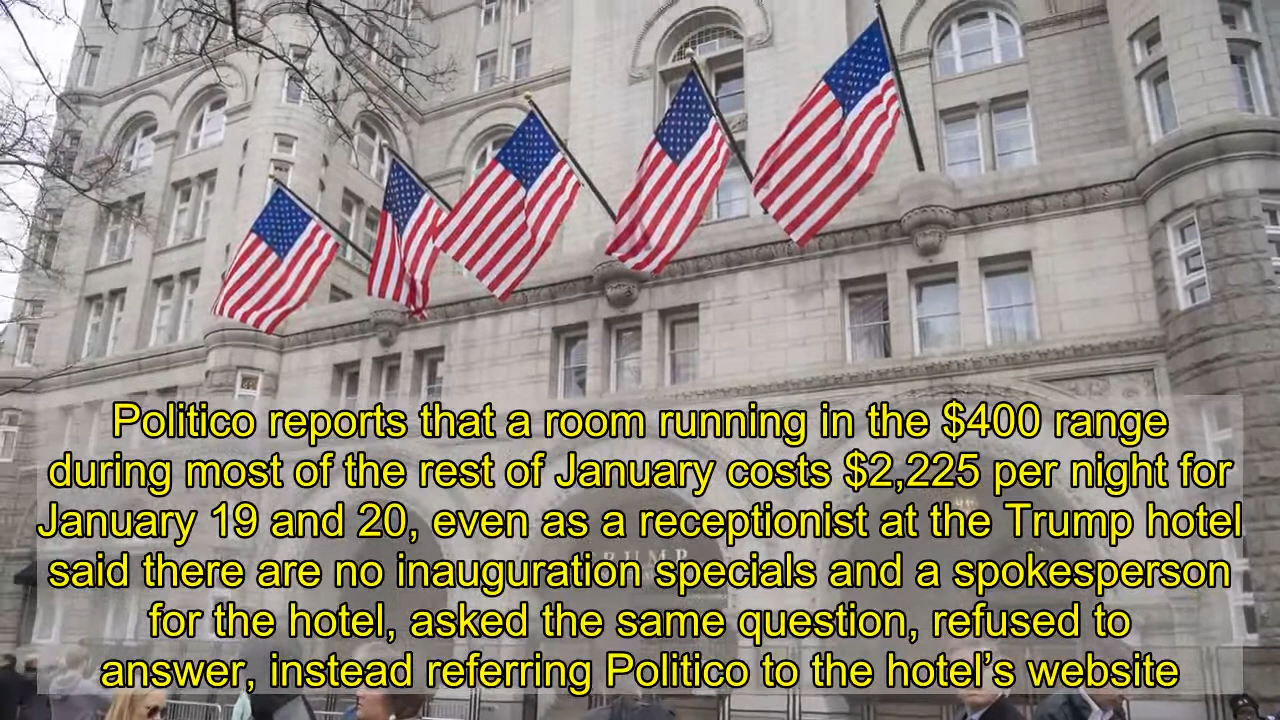 Politico reports that a room running in the $400 range
during most of the rest of January costs $2,225 per night for
January 19 and 20, even as a receptionist at the Trump hotel
said there are no inauguration specials and a spokesperson
TRUMP
for the hotel, asked the same question, refused to
answer, instead referring Politico to the hotel’s website